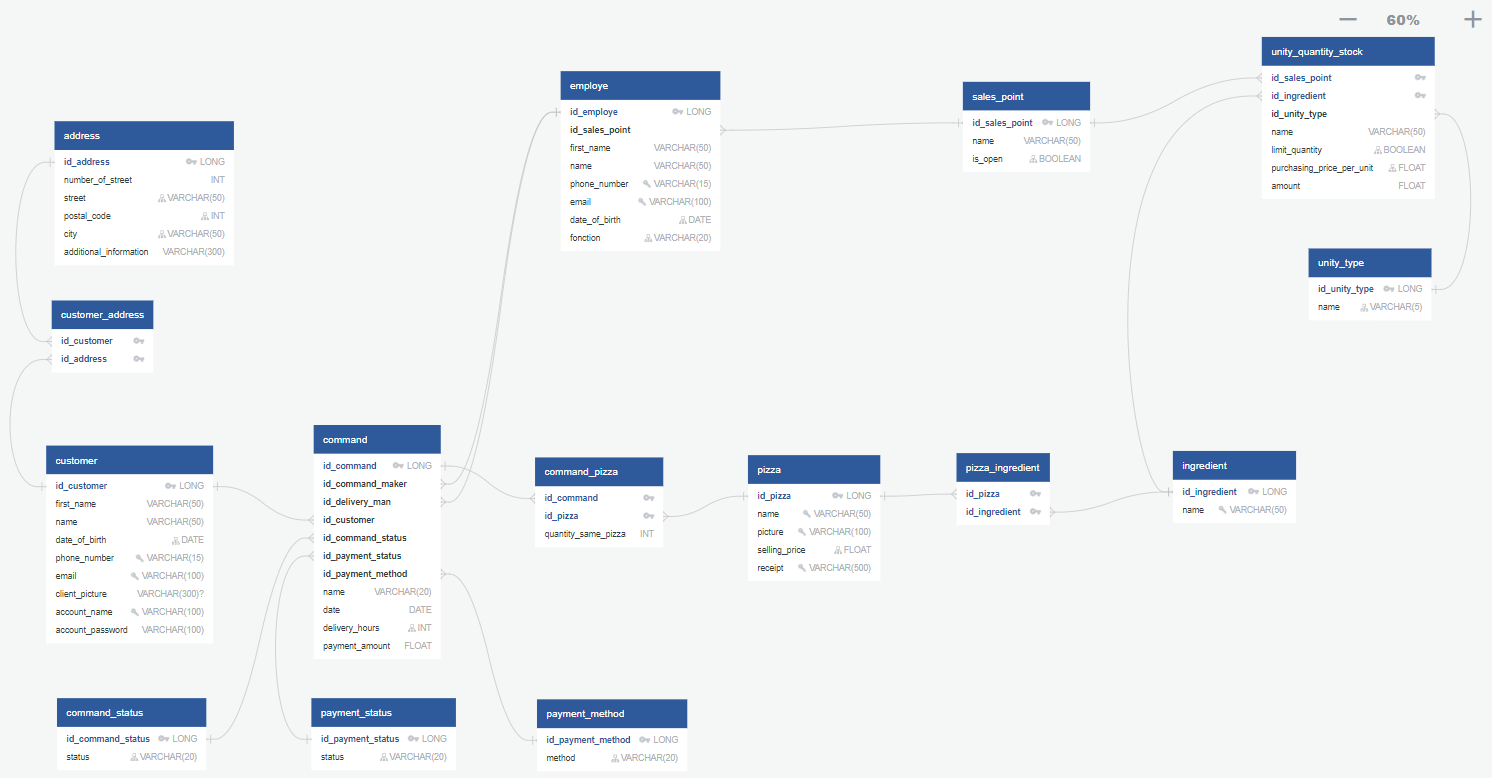 60%
unity_quantity_stock
id_sales_point
id_ingredient
id_unity_type
name VARCHAR(50)
limit_quantity BOOLEAN
purchasing_price_per_unit FLOAT
amount FLOAT
employe
id_employe LONG
id_sales_point
first_name VARCHAR(50)
name VARCHAR(50)
phone_number VARCHAR(15)
email VARCHAR(100)
date_of_birth DATE
fonction VARCHAR(20)
sales_point
id_sales_point LONG
name VARCHAR(50)
is_open BOOLEAN
address
id_address LONG
number_of_street INT
street VARCHAR(50)
postal_code INT
city VARCHAR(50)
additional_information VARCHAR(300)
unity_type
id_unity_type LONG
name VARCHAR(5)
customer_address
id_customer
id_address
customer
id_customer LONG
first_name VARCHAR(50)
name VARCHAR(50)
date_of_birth DATE
phone_number VARCHAR(15)
email VARCHAR(100)
client_picture VARCHAR(300)?
account_name VARCHAR(100)
account_password VARCHAR(100)
command
id_command LONG
id_command_maker
id_delivery_man
id_customer
id_command_status
id_payment_status
id_payment_method
name VARCHAR(20)
date DATE
delivery_hours INT
payment_amount FLOAT
command_pizza
id_command
id_pizza
quantity_same_pizza INT
pizza
id_pizza LONG
name VARCHAR(50)
picture VARCHAR(100)
selling_price FLOAT
receipt VARCHAR(500)
pizza_ingredient
id_pizza
id_ingredient
ingredient
id_ingredient LONG
name VARCHAR(50)
command_status
id_command_status LONG
status VARCHAR(20)
payment_status
id_payment_status LONG
status VARCHAR(20)
payment_method
id_payment_method LONG
method VARCHAR(20)